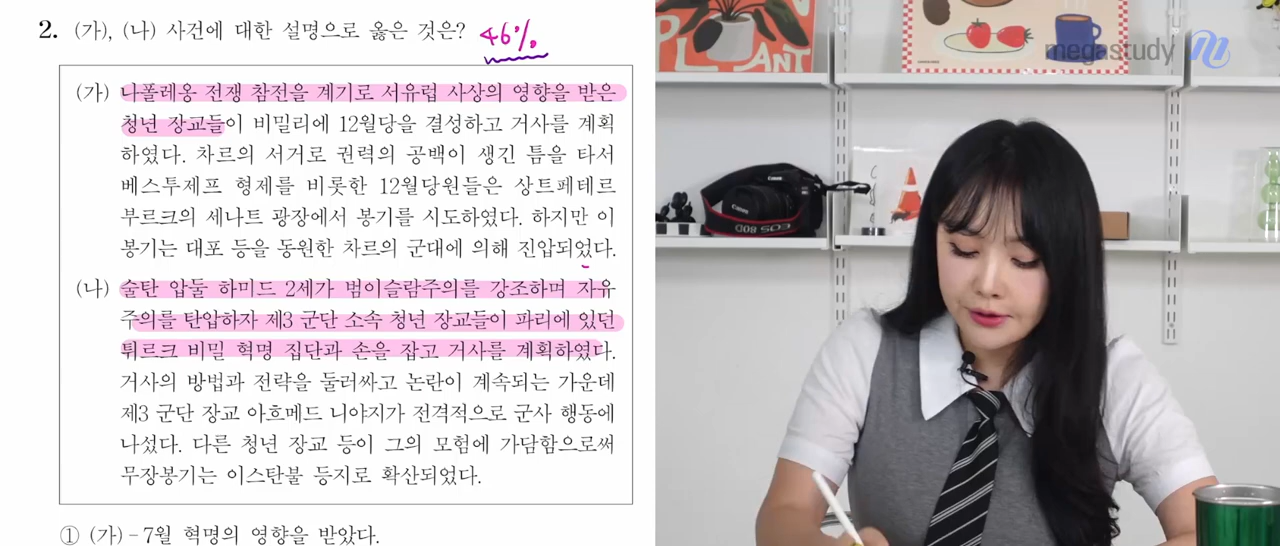 2. (가), (나) 사건에 대한 설명으로 옳은 것은? 46%
(가) 나폴레옹 전쟁 참전을 계기로 서유럽 사상의 영향을 받은
청년 장교들이 비밀리에 12월당을 결성하고 거사를 계획
하였다. 차르의 서거로 권력의 공백이 생긴 틈을 타서
베스투제프 형제를 비롯한 12월당원들은 상트페테르
부르크의 세나트 광장에서 봉기를 시도하였다. 하지만 이
봉기는 대포 등을 동원한 차르의 군대에 의해 진압되었다.
(나) 술탄 압둘 하미드 2세가 범이슬람주의를 강조하며 자유
주의를 탄압하자 제3 군단 소속 청년 장교들이 파리에 있던
튀르크 비밀 혁명 집단과 손을 잡고 거사를 계획하였다.
거사의 방법과 전략을 둘러싸고 논란이 계속되는 가운데
제3 군단 장교 아흐메드 니야지가 전격적으로 군사 행동에
나섰다. 다른 청년 장교 등이 그의 모험에 가담함으로써
무장봉기는 이스탄불 등지로 확산되었다.
① (가) - 7월 혁명의 영향을 받았다.
PLANT
megastudy
Canon
Canon
EOS 80D